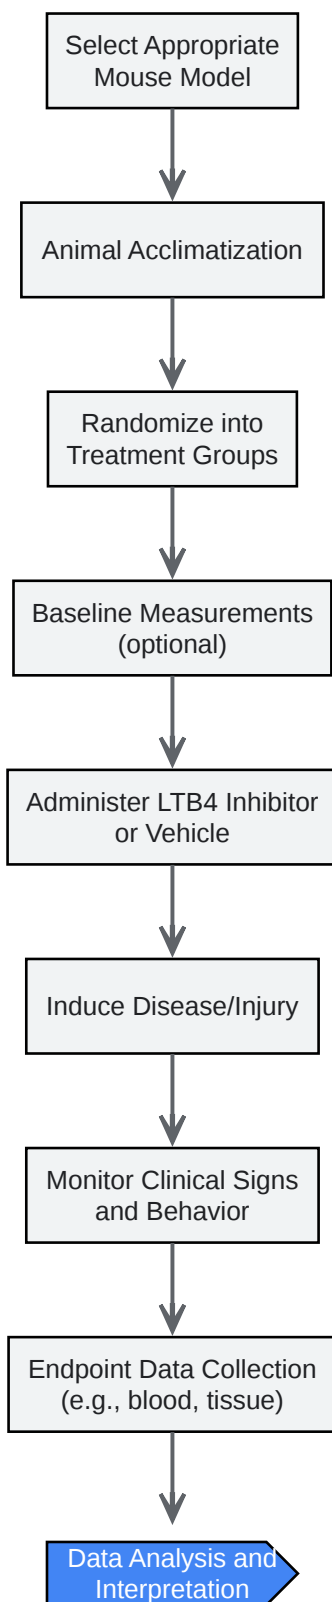 Select Appropriate
Mouse Model
Animal Acclimatization
Randomize into
Treatment Groups
Baseline Measurements
(optional)
Administer LTB4 Inhibitor
or Vehicle
Induce Disease/Injury
Monitor Clinical Signs
and Behavior
Endpoint Data Collection
(e.g., blood, tissue)
Data Analysis and
Interpretation